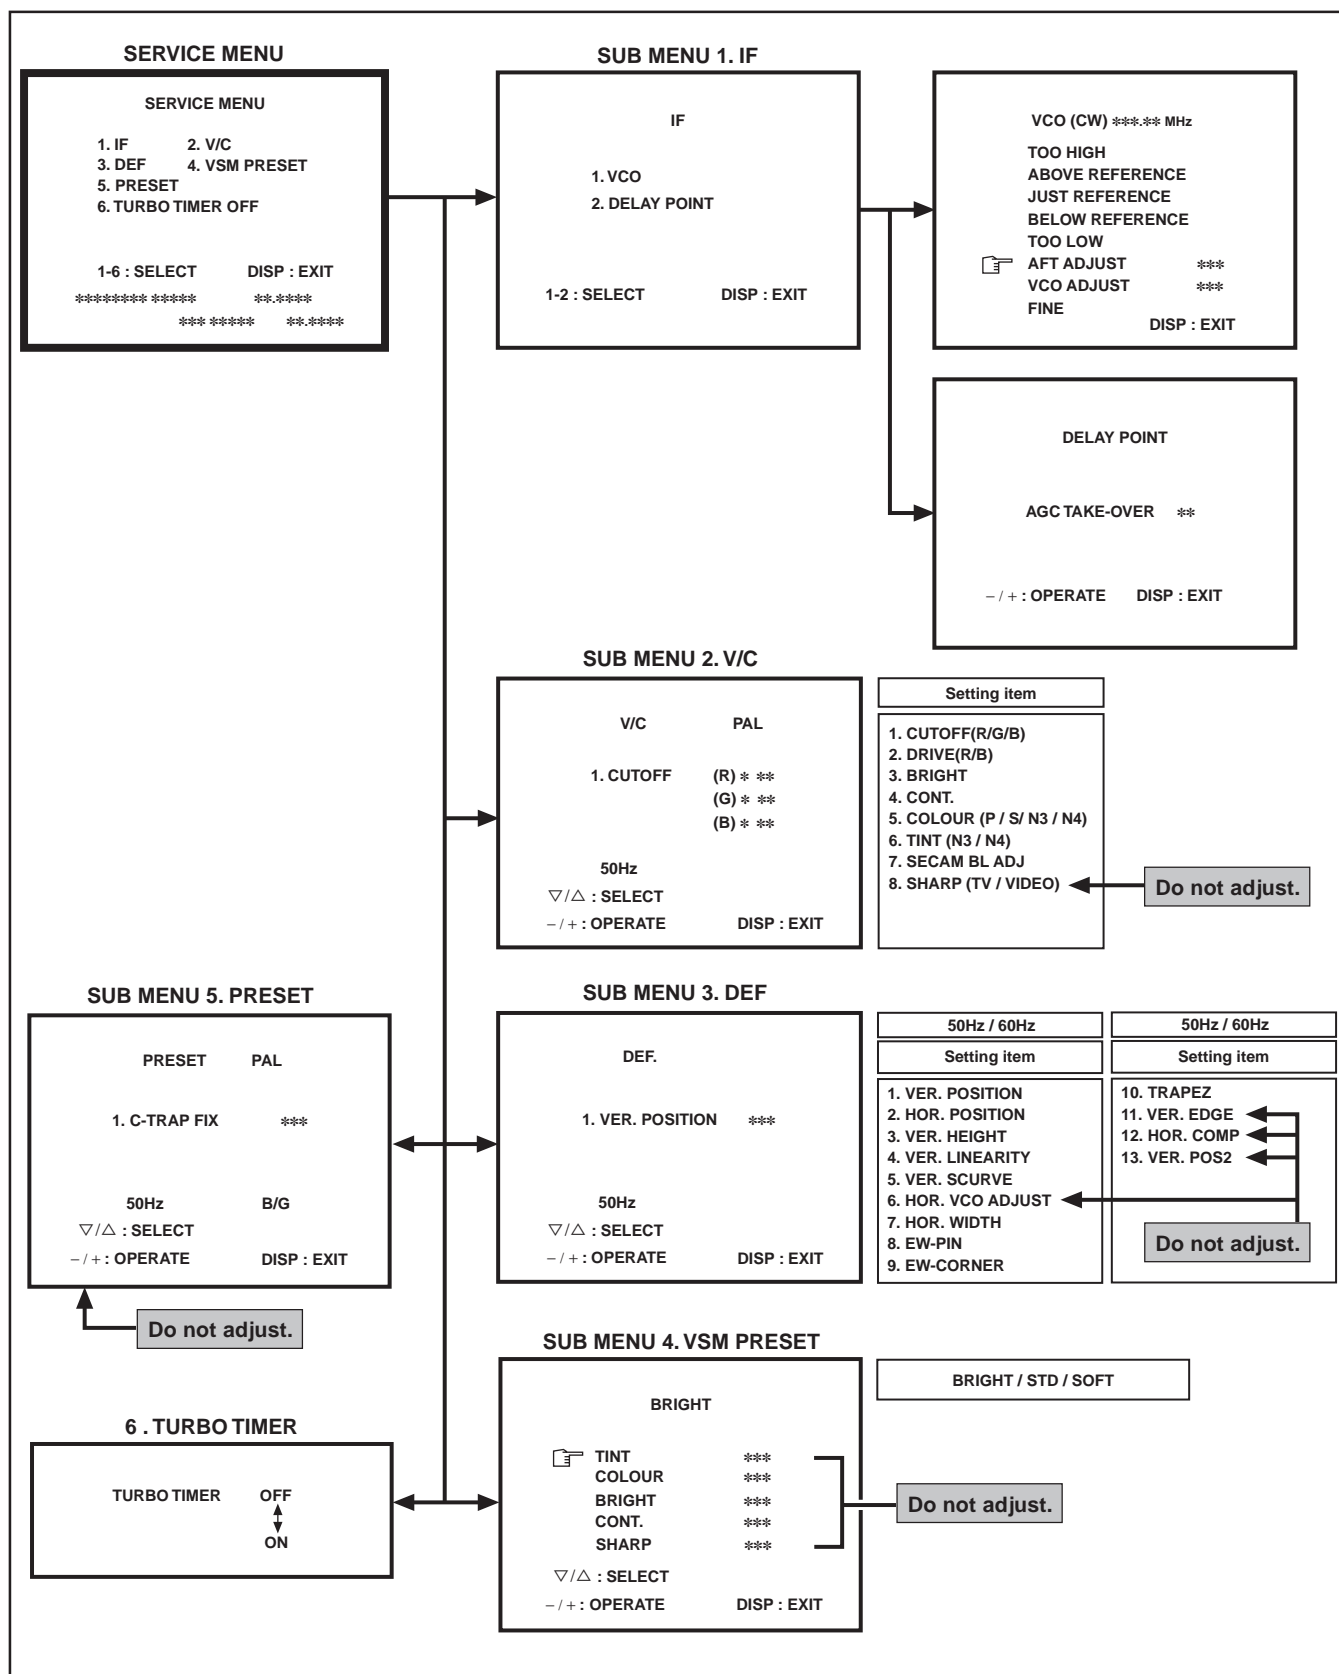 SERVICE MENU
SERVICE MENU
1. IF 2. V/C
3. DEF 4. VSM PRESET
5. PRESET
6. TURBO TIMER OFF
1-6 : SELECT DISP : EXIT
******** ***** **.****
*** ***** **.****
SUB MENU 1. IF
IF
1. VCO
2. DELAY POINT
1-2 : SELECT DISP : EXIT
VCO (CW) ***.** MHz
TOO HIGH
ABOVE REFERENCE
JUST REFERENCE
BELOW REFERENCE
TOO LOW
☞ AFT ADJUST ***
VCO ADJUST ***
FINE
DISP : EXIT
DELAY POINT
AGC TAKE-OVER **
– / + : OPERATE DISP : EXIT
SUB MENU 2. V/C
V/C PAL
1. CUTOFF (R) * **
(G) * **
(B) * **
50Hz
▽/△ : SELECT
– / + : OPERATE DISP : EXIT
Setting item
1. CUTOFF(R/G/B)
2. DRIVE(R/B)
3. BRIGHT
4. CONT.
5. COLOUR (P / S/ N3 / N4)
6. TINT (N3 / N4)
7. SECAM BL ADJ
8. SHARP (TV / VIDEO)
Do not adjust.
SUB MENU 5. PRESET
PRESET PAL
1. C-TRAP FIX ***
50Hz B/G
▽/△ : SELECT
– / + : OPERATE DISP : EXIT
Do not adjust.
SUB MENU 3. DEF
DEF.
1. VER. POSITION ***
50Hz
▽/△ : SELECT
– / + : OPERATE DISP : EXIT
50Hz / 60Hz
Setting item
1. VER. POSITION
2. HOR. POSITION
3. VER. HEIGHT
4. VER. LINEARITY
5. VER. SCURVE
6. HOR. VCO ADJUST
7. HOR. WIDTH
8. EW-PIN
9. EW-CORNER
50Hz / 60Hz
Setting item
10. TRAPEZ
11. VER. EDGE
12. HOR. COMP
13. VER. POS2
Do not adjust.
6 . TURBO TIMER
TURBO TIMER OFF
ON
SUB MENU 4. VSM PRESET
BRIGHT
☞ TINT ***
COLOUR ***
BRIGHT ***
CONT. ***
SHARP ***
▽/△ : SELECT
– / + : OPERATE DISP : EXIT
BRIGHT / STD / SOFT
Do not adjust.